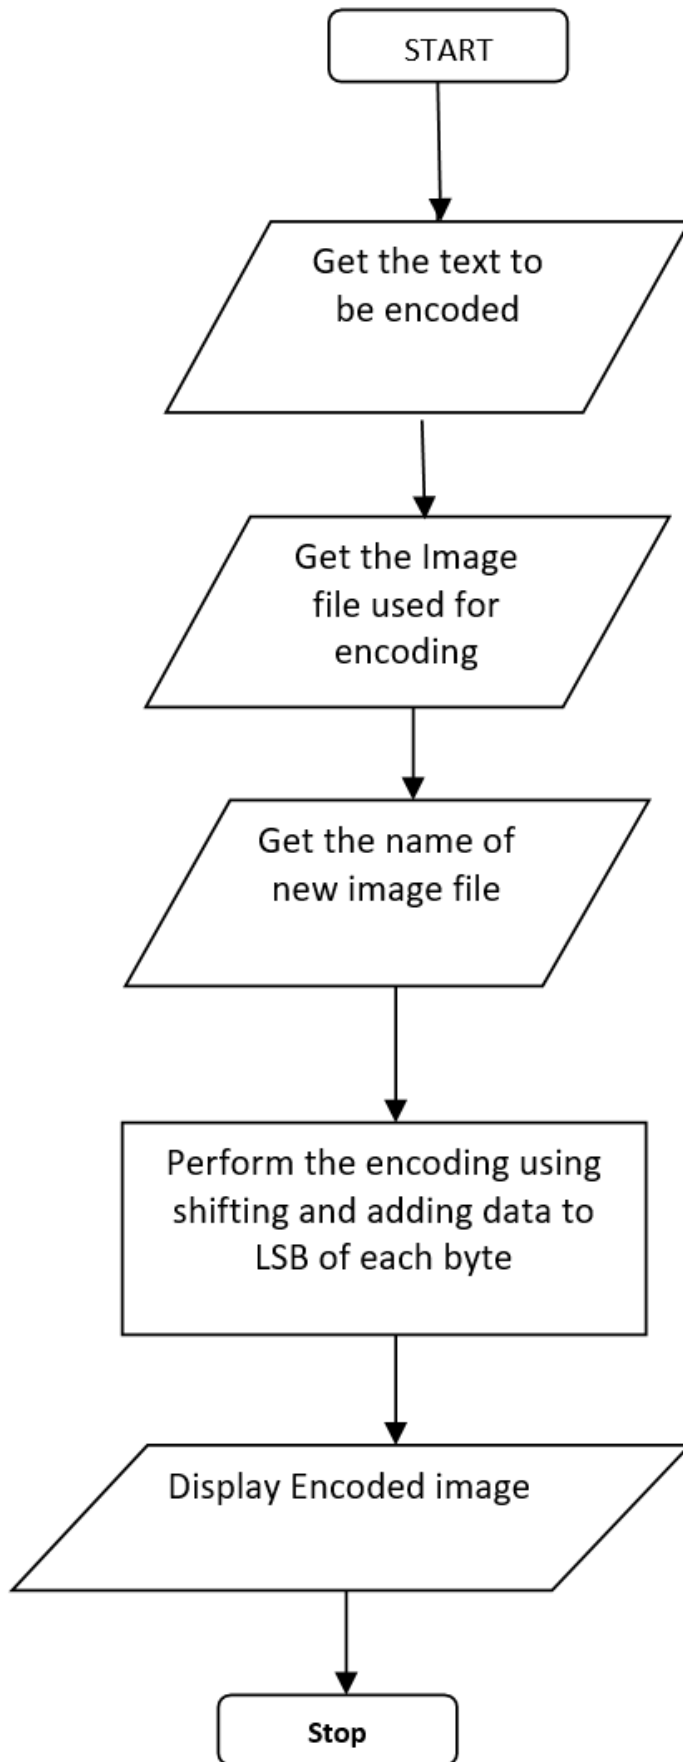 START
Get the text to
be encoded
Get the Image
file used for
encoding
Get the name of
new image file
Perform the encoding using
shifting and adding data to
LSB of each byte
Display Encoded image
Stop